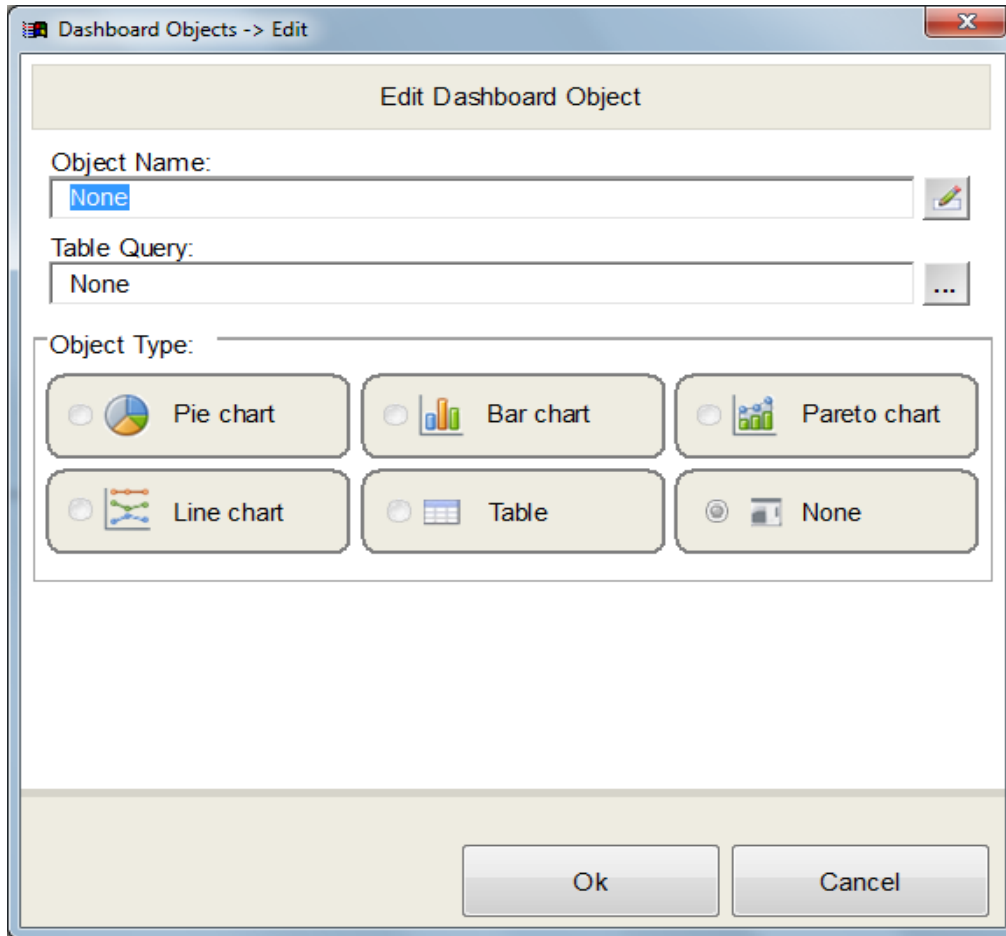 Dashboard Objects -> Edit
Edit Dashboard Object
Object Name:
None
Table Query:
None
...
Object Type:
Pie chart
Bar chart
Pareto chart
Line chart
Table
None
Ok
Cancel